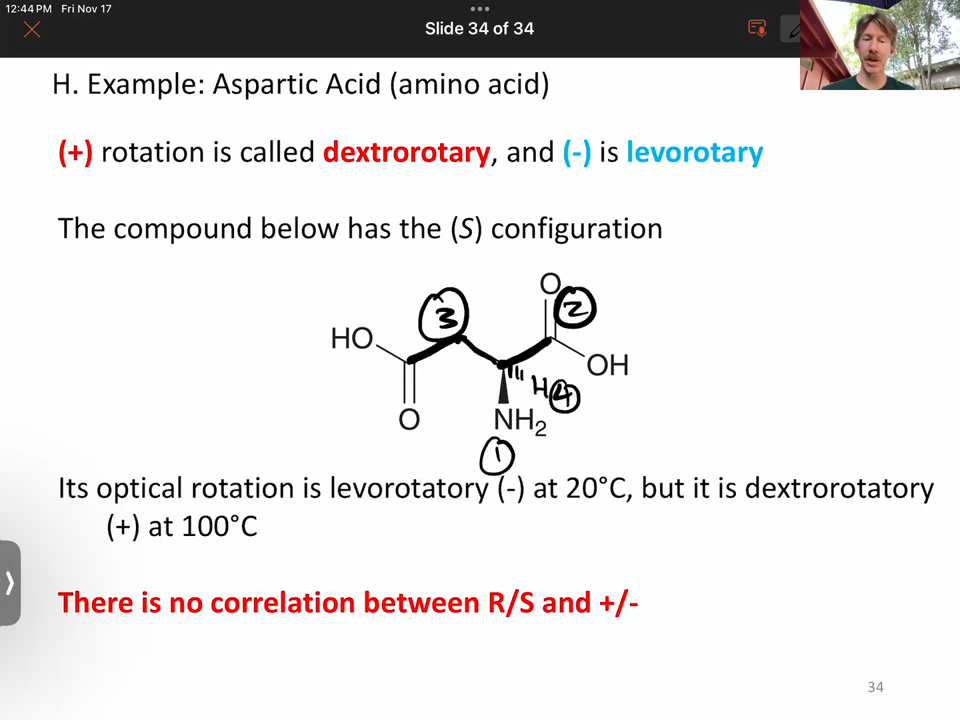 12:44 PM Fri Nov 17
Slide 34 of 34
H. Example: Aspartic Acid (amino acid)
(+) rotation is called dextrorotary, and (-) is levorotary
The compound below has the (S) configuration
O
2
3
HO
OH
H 4
O
NH2
1
Its optical rotation is levorotatory (-) at 20°C, but it is dextrorotatory
(+) at 100°C
There is no correlation between R/S and +/-
34